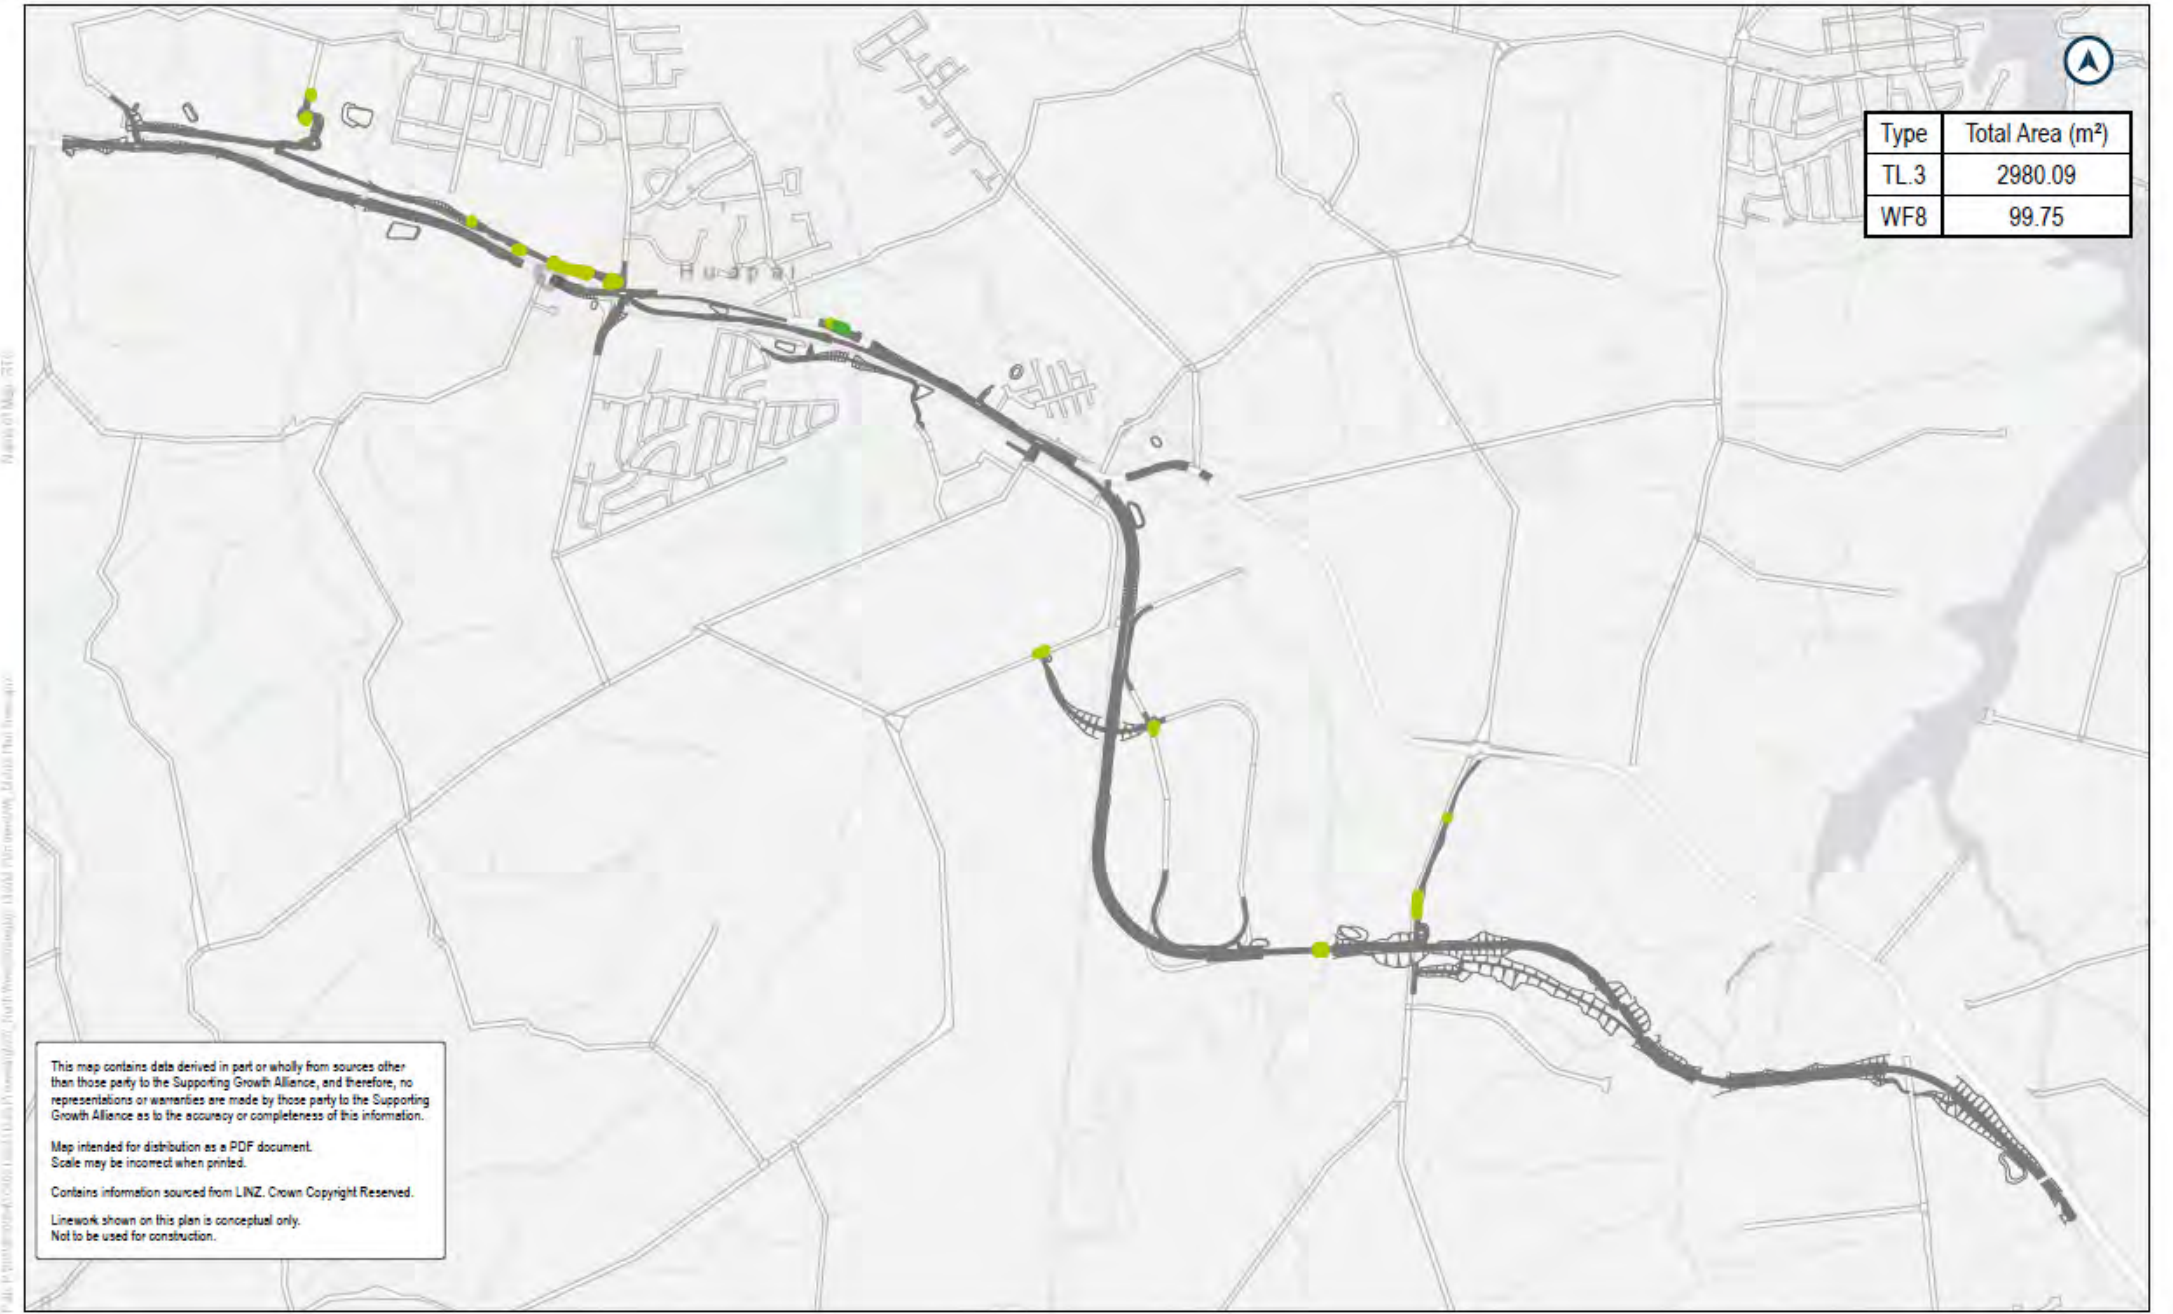 Type Total Area (m²)
TL.3 2980.09
WF8 99.75
Huapai
This map contains data derived in part or wholly from sources other
than those party to the Supporting Growth Alliance, and therefore, no
representations or warranties are made by those party to the Supporting
Growth Alliance as to the accuracy or completeness of this information.
Map intended for distribution as a PDF document.
Scale may be incorrect when printed.
Contains information sourced from LINZ. Crown Copyright Reserved.
Linework shown on this plan is conceptual only.
Not to be used for construction.